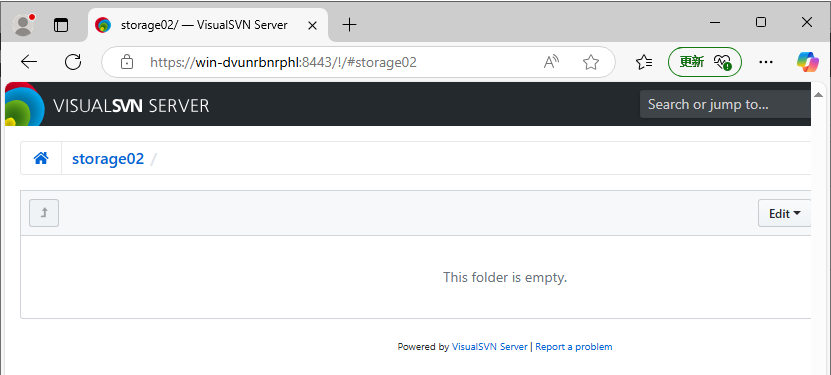 storage02/ — VisualSVN Server
https://win-dvunrbnrphl:8443/!/#storage02
更新
VISUALSVN SERVER
Search or jump to...
storage02 /
Edit
This folder is empty.
Powered by VisualSVN Server | Report a problem